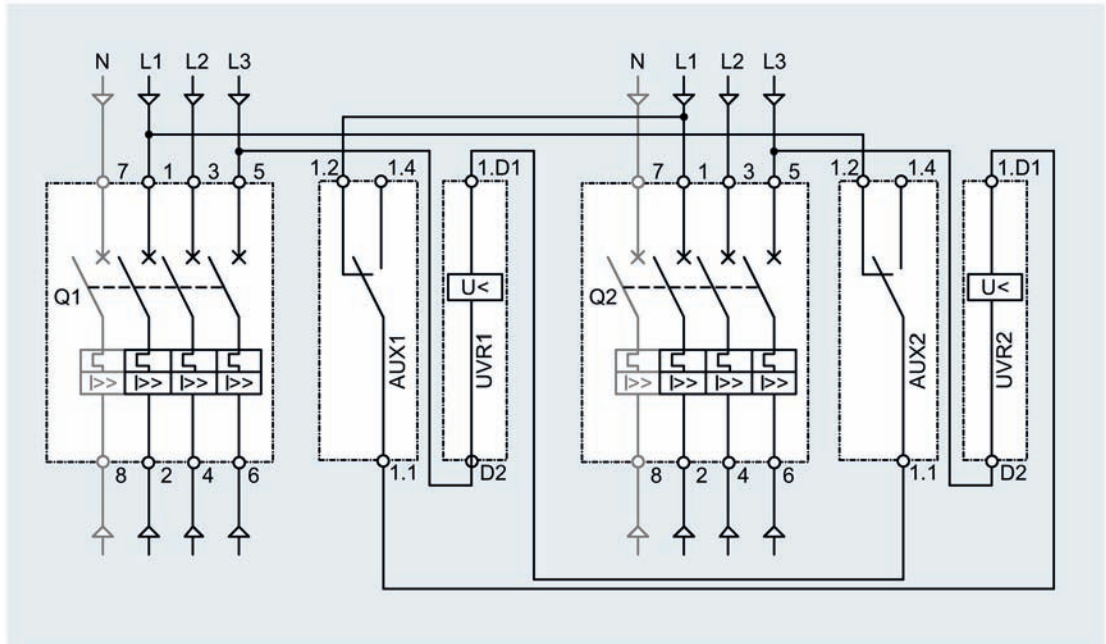 N L1 L2 L3 N L1 L2 L3
7 1 3 5 1.2 1.4 1.D1 7 1 3 5 1.2 1.4 1.D1
U< U<
Q1 Q2
I>> I>> I>> I>> AUX1 UVR1 I>> I>> I>> I>> AUX2 UVR2
8 2 4 6 1.1 D2 8 2 4 6 1.1 D2